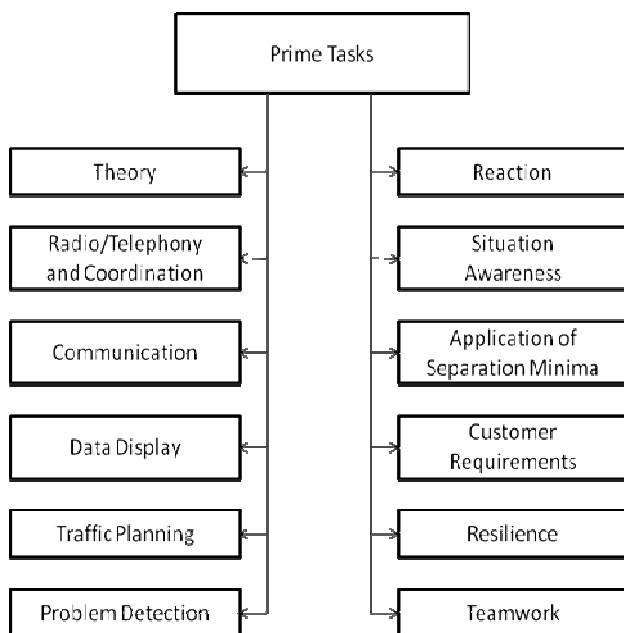 Prime Tasks
Theory
Radio/Telephony
and Coordination
Communication
Data Display
Traffic Planning
Problem Detection
Reaction
Situation
Awareness
Application of
Separation Minima
Customer
Requirements
Resilience
Teamwork